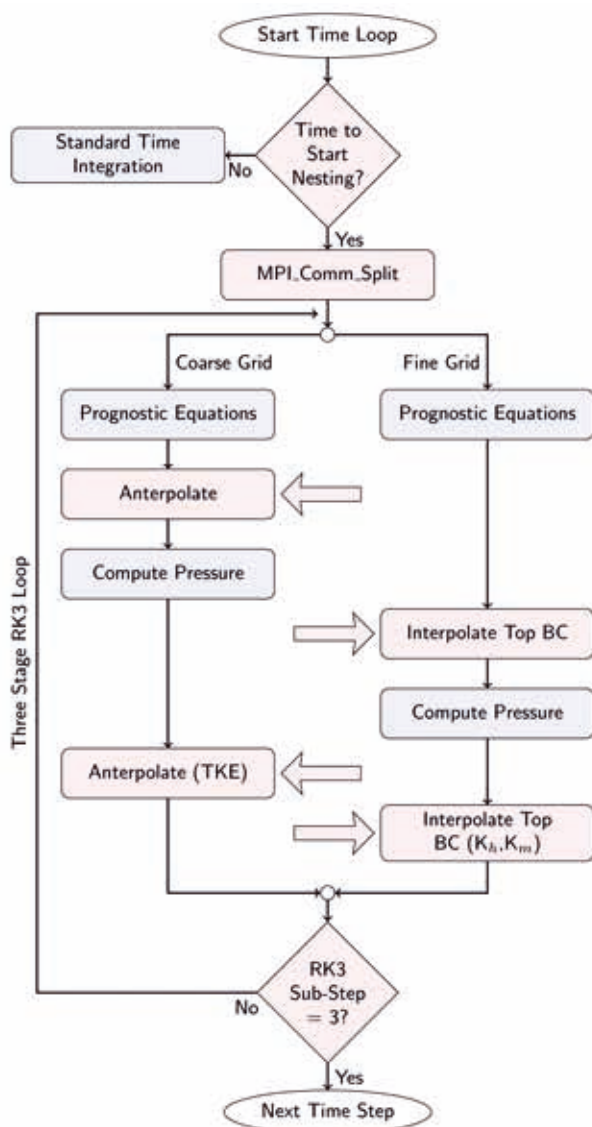 Start Time Loop
Time to
Start
Nesting?
Standard Time
Integration
No
Yes
MPI_Comm_Split
Coarse Grid
Fine Grid
Prognostic Equations
Prognostic Equations
Anterpolate
Compute Pressure
Three Stage RK3 Loop
Interpolate Top BC
Compute Pressure
Anterpolate (TKE)
Interpolate Top
BC (Kₕ.Kₘ)
RK3
Sub-Step
= 3?
No
Yes
Next Time Step